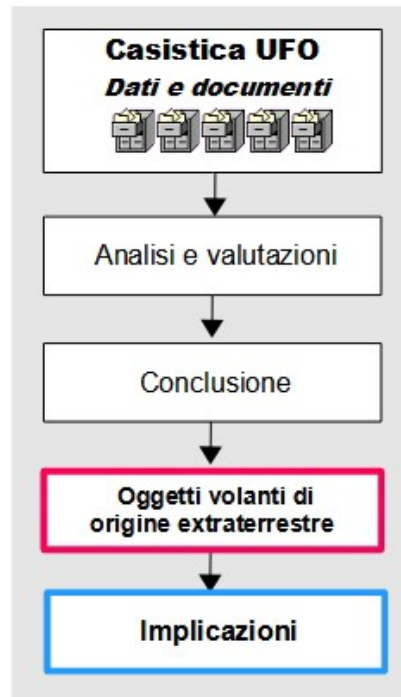 Casistica UFO
Dati e documenti
Analisi e valutazioni
Conclusione
Oggetti volanti di
origine extraterrestre
Implicazioni